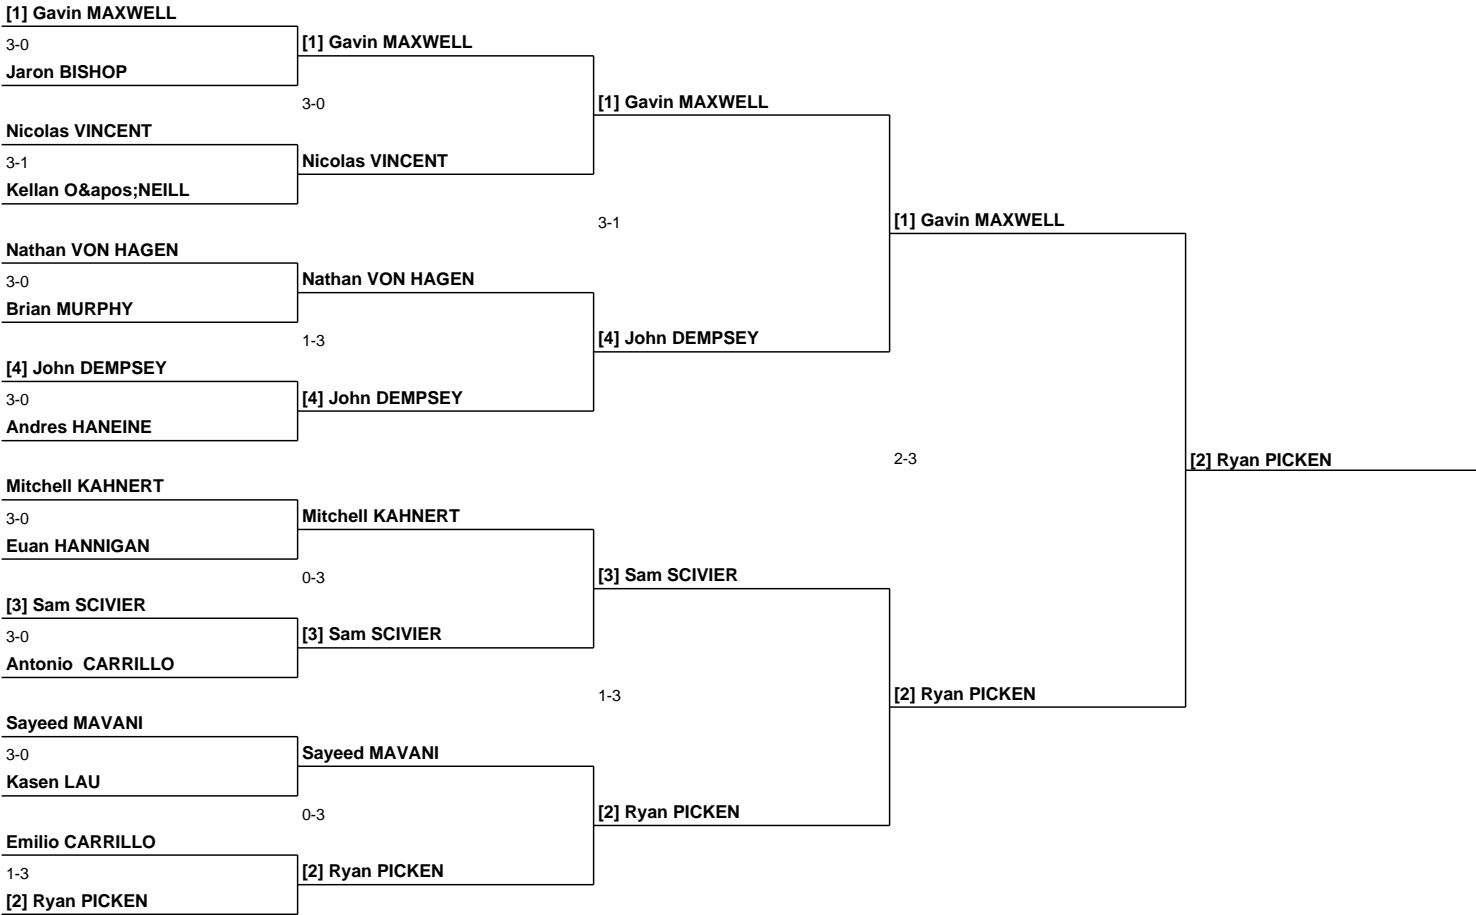 [1] Gavin MAXWELL
3-0
Jaron BISHOP
Nicolas VINCENT
3-1
Kellan O&apos;NEILL
Nathan VON HAGEN
3-0
Brian MURPHY
[4] John DEMPSEY
3-0
Andres HANEINE
Mitchell KAHNERT
3-0
Euan HANNIGAN
[3] Sam SCIVIER
3-0
Antonio  CARRILLO
Sayeed MAVANI
3-0
Kasen LAU
Emilio CARRILLO
1-3
[2] Ryan PICKEN
[1] Gavin MAXWELL
3-0
Nicolas VINCENT
Nathan VON HAGEN
1-3
[4] John DEMPSEY
Mitchell KAHNERT
0-3
[3] Sam SCIVIER
Sayeed MAVANI
0-3
[2] Ryan PICKEN
[1] Gavin MAXWELL
3-1
[4] John DEMPSEY
[3] Sam SCIVIER
1-3
[2] Ryan PICKEN
[1] Gavin MAXWELL
2-3
[2] Ryan PICKEN
[2] Ryan PICKEN